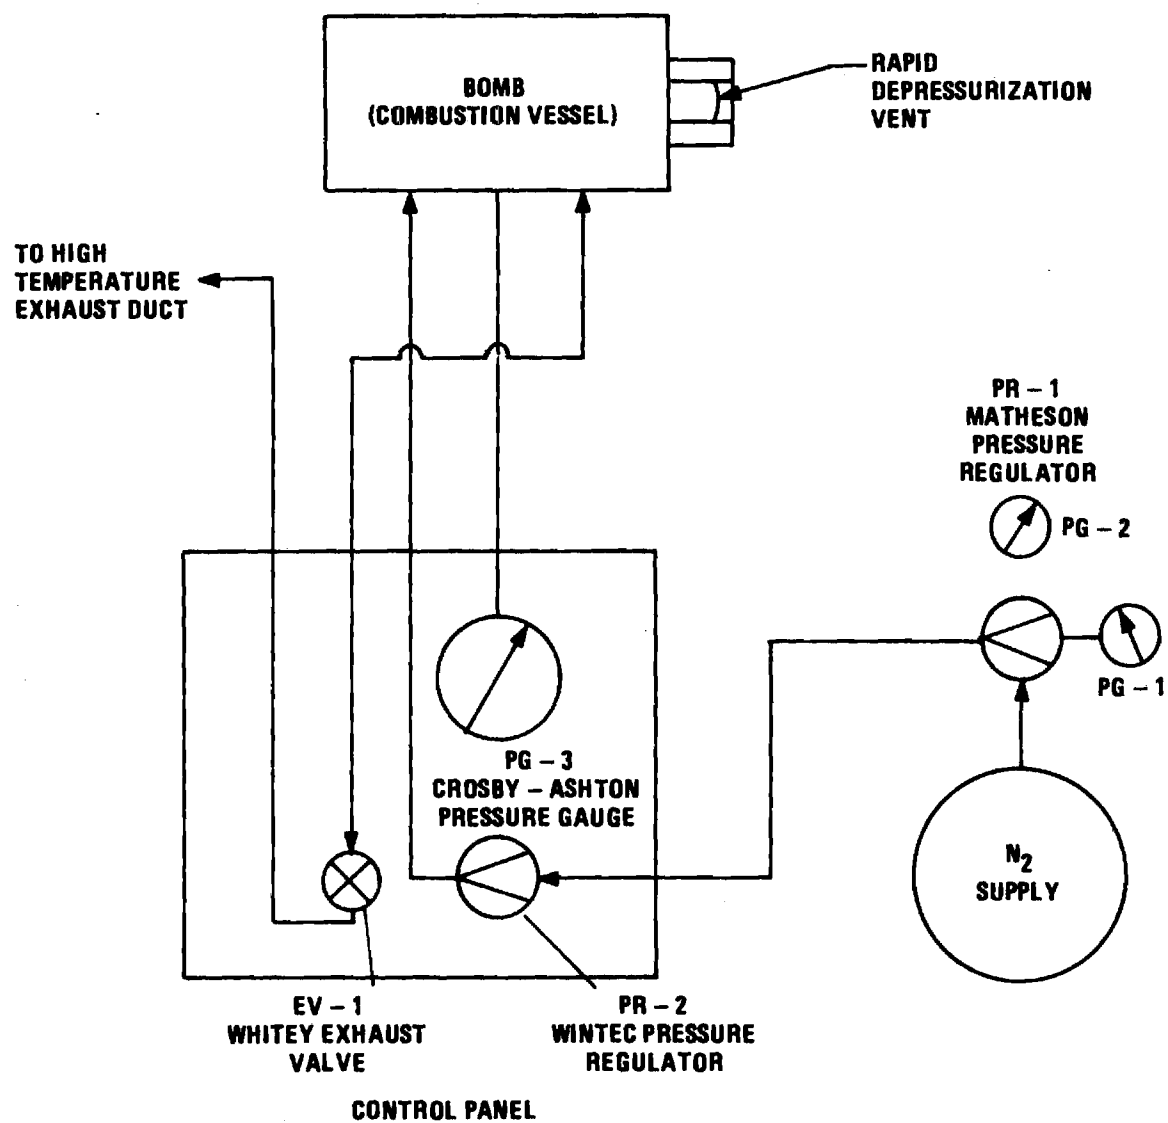 BOMB
(COMBUSTION VESSEL)
RAPID
DEPRESSURIZATION
VENT
TO HIGH
TEMPERATURE
EXHAUST DUCT
PR – 1
MATHESON
PRESSURE
REGULATOR
PG – 2
PG – 1
PG – 3
CROSBY – ASHTON
PRESSURE GAUGE
N2
SUPPLY
EV – 1
WHITEY EXHAUST
VALVE
PR – 2
WINTEC PRESSURE
REGULATOR
CONTROL PANEL